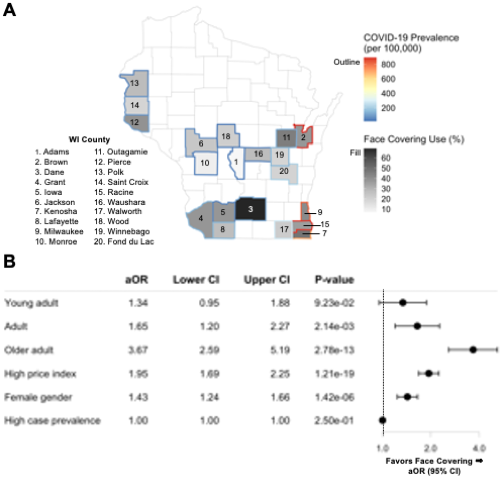 A
COVID-19 Prevalence
(per 100,000)
Outline
800
600
400
200
Face Covering Use (%)
Fill
60
50
40
30
20
10
13
14
12
6
18
10
1
16
11
2
19
20
4
5
3
8
17
9
15
7
WI County
1. Adams 11. Outagamie
2. Brown 12. Pierce
3. Dane 13. Polk
4. Grant 14. Saint Croix
5. Iowa 15. Racine
6. Jackson 16. Waushara
7. Kenosha 17. Walworth
8. Lafayette 18. Wood
9. Milwaukee 19. Winnebago
10. Monroe 20. Fond du Lac
B
aOR Lower CI Upper CI P-value
Young adult 1.34 0.95 1.88 9.23e-02
Adult 1.65 1.20 2.27 2.14e-03
Older adult 3.67 2.59 5.19 2.78e-13
High price index 1.95 1.69 2.25 1.21e-19
Female gender 1.43 1.24 1.66 1.42e-06
High case prevalence 1.00 1.00 1.00 2.50e-01
1.0 2.0 4.0
Favors Face Covering ➡
aOR (95% CI)